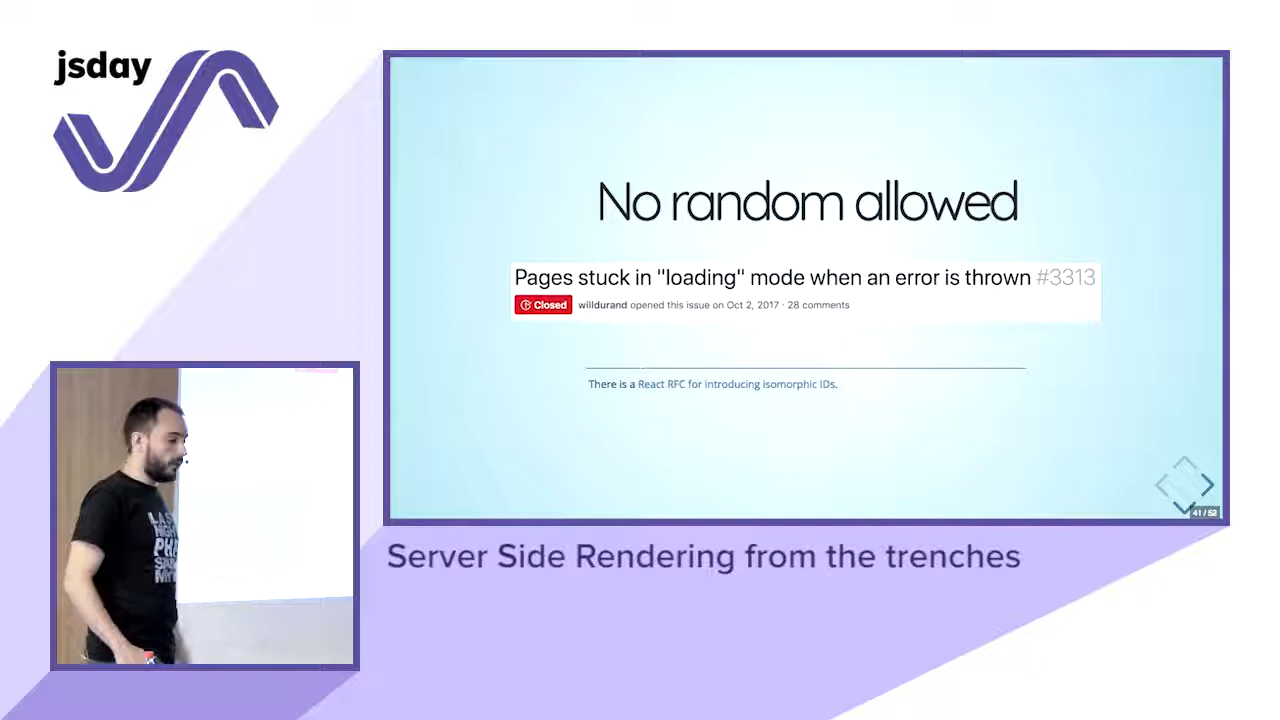 jsday
No random allowed
Pages stuck in "loading" mode when an error is thrown #3313
Closed willdurand opened this issue on Oct 2, 2017 · 28 comments
There is a React RFC for introducing isomorphic IDs.
41 / 52
Server Side Rendering from the trenches